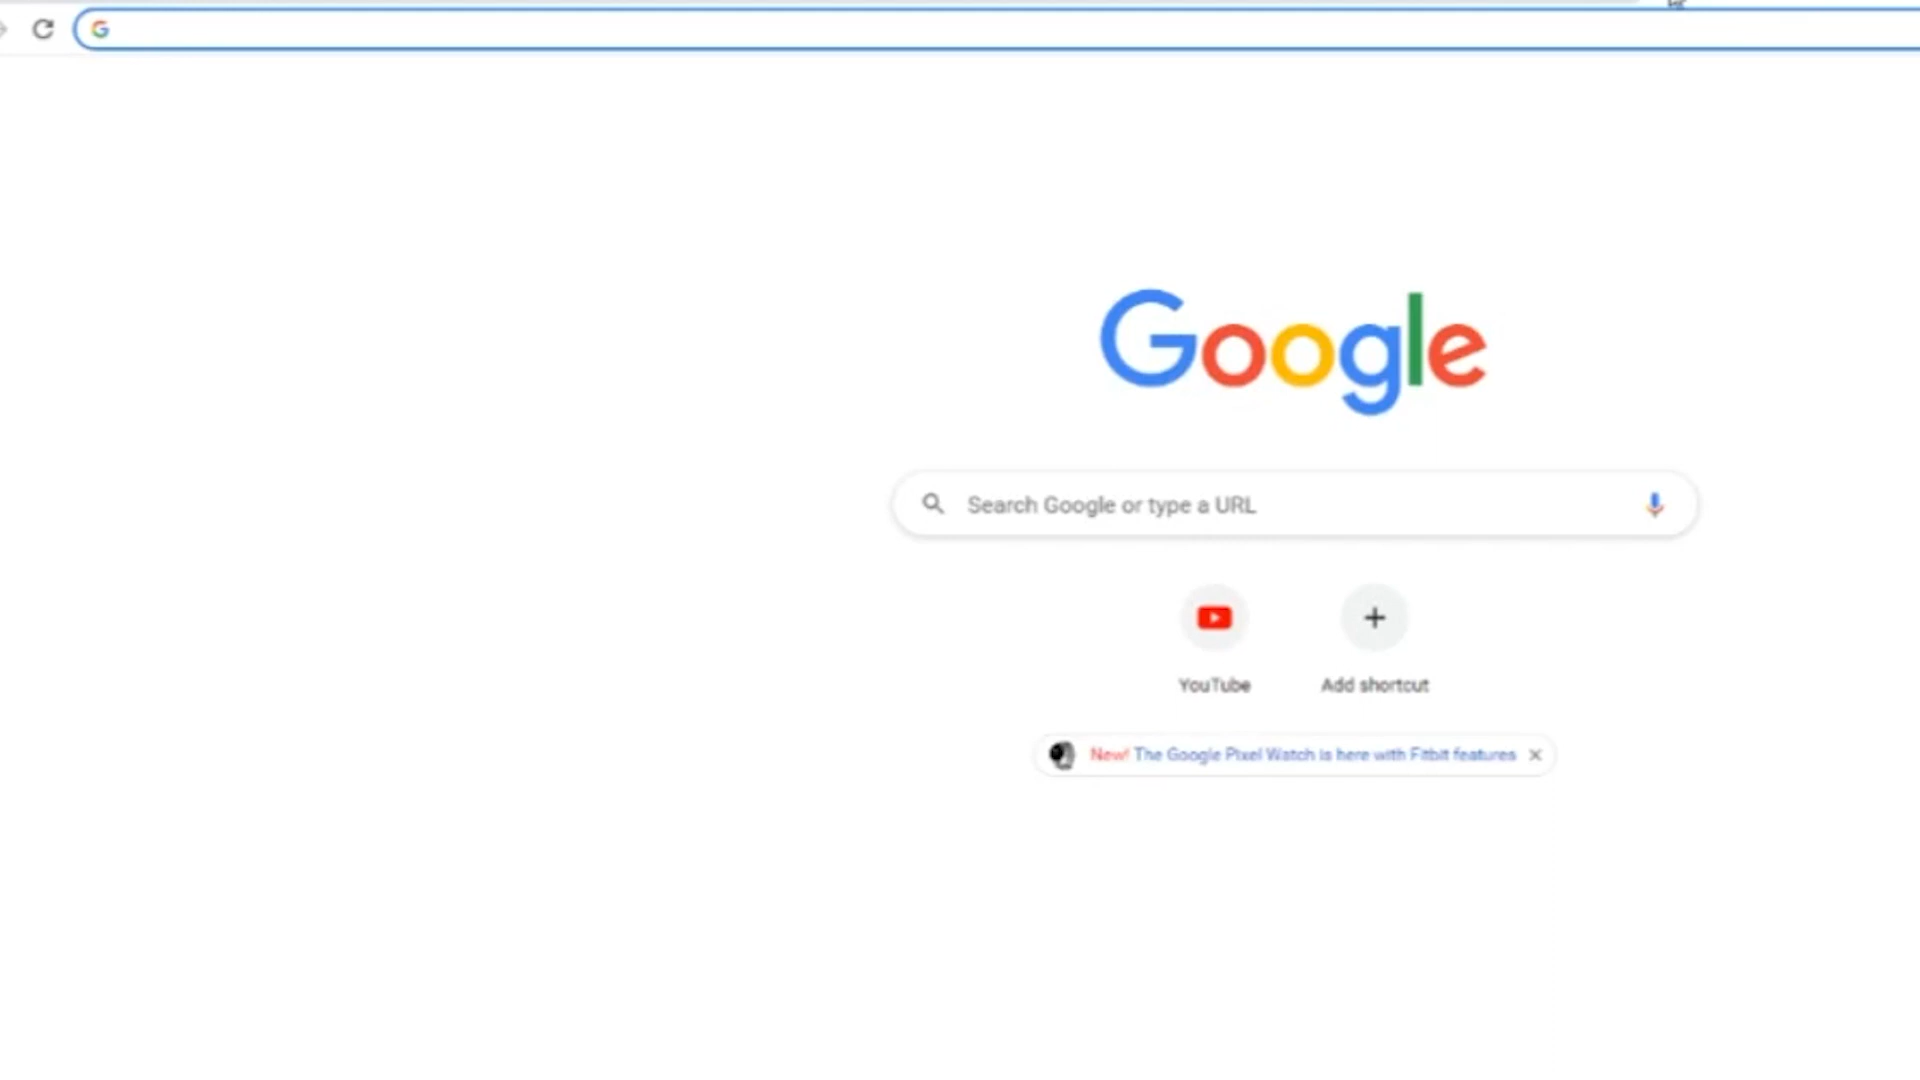 Google
Search Google or type a URL
YouTube
Add shortcut
New! The Google Pixel Watch is here with Fitbit features